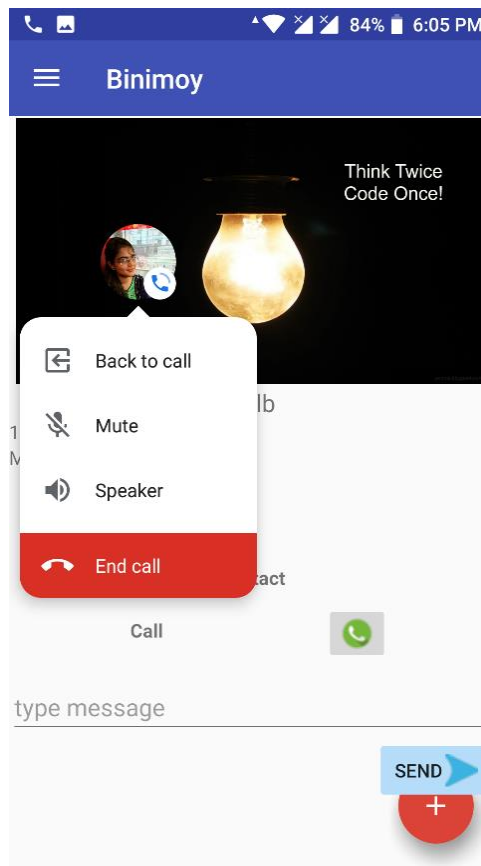 84% 6:05 PM
Binimoy
Think Twice
Code Once!
Back to call
lb
Mute
1
M
Speaker
End call
tact
Call
type message
SEND
+